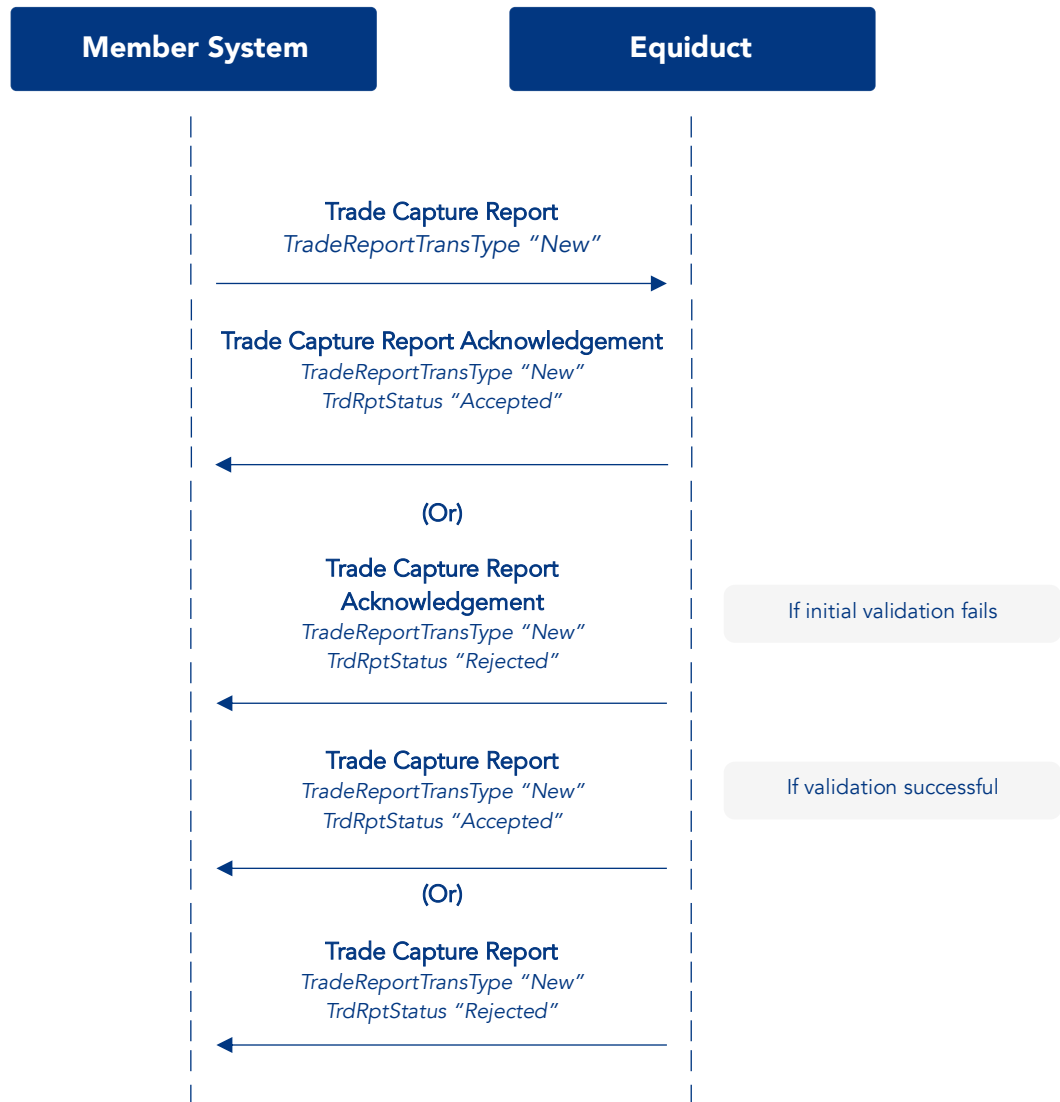 Member System
Equiduct
Trade Capture Report
TradeReportTransType “New”
Trade Capture Report Acknowledgement
TradeReportTransType “New”
TrdRptStatus “Accepted”
(Or)
Trade Capture Report
Acknowledgement
TradeReportTransType “New”
TrdRptStatus “Rejected”
If initial validation fails
Trade Capture Report
TradeReportTransType “New”
TrdRptStatus “Accepted”
If validation successful
(Or)
Trade Capture Report
TradeReportTransType “New”
TrdRptStatus “Rejected”